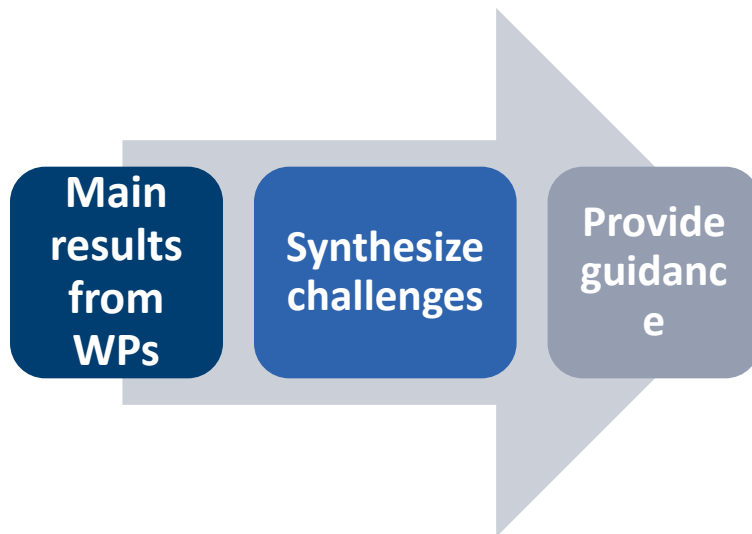 Main
results
from
WPs
Synthesize
challenges
Provide
guidanc
e